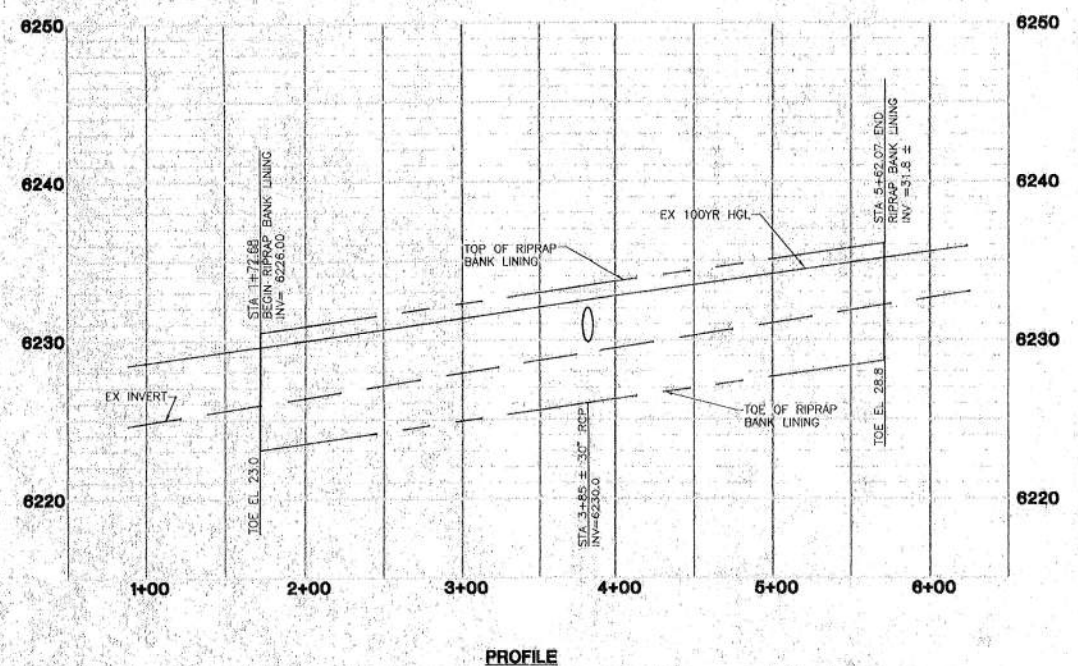 6250
6250
STA 5+62.07 END
RIPRAP BANK LINING
INV =31.8 ±
6240
6240
STA 1+72.68
BEGIN RIPRAP BANK LINING
INV= 6226.00
EX 100YR HGL
TOP OF RIPRAP
BANK LINING
6230
6230
EX INVERT
TOE OF RIPRAP
BANK LINING
TOE EL 28.8
TOE EL 23.0
STA 3+85 ± 30" RCP
INV=6230.0
6220
6220
1+00
2+00
3+00
4+00
5+00
6+00
PROFILE